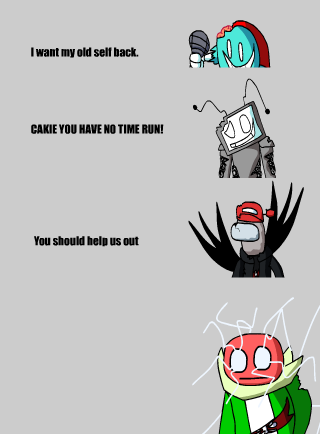 I want my old self back.
CAKIE YOU HAVE NO TIME RUN!
You should help us out